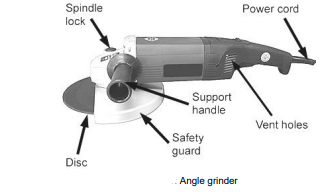 Spindle
lock
Power cord
Support
handle
Vent holes
Safety
guard
Disc
.. Angle grinder